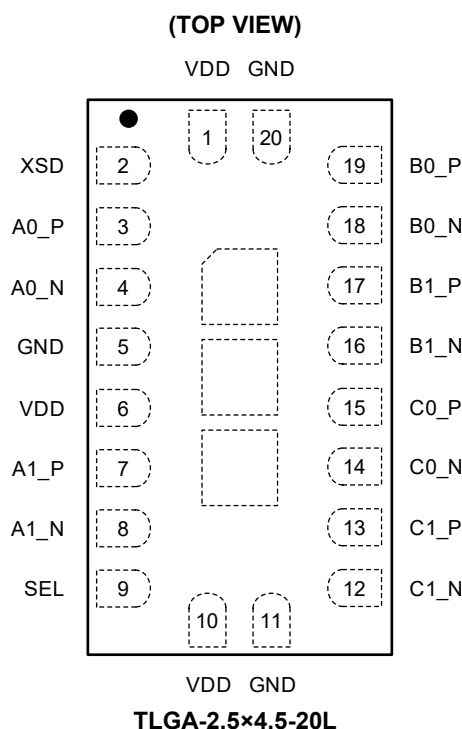 (TOP VIEW)
VDD GND
1 20
XSD 2 19 B0_P
A0_P 3 18 B0_N
A0_N 4 17 B1_P
GND 5 16 B1_N
VDD 6 15 C0_P
A1_P 7 14 C0_N
A1_N 8 13 C1_P
SEL 9 12 C1_N
10 11
VDD GND
TLGA-2.5×4.5-20L